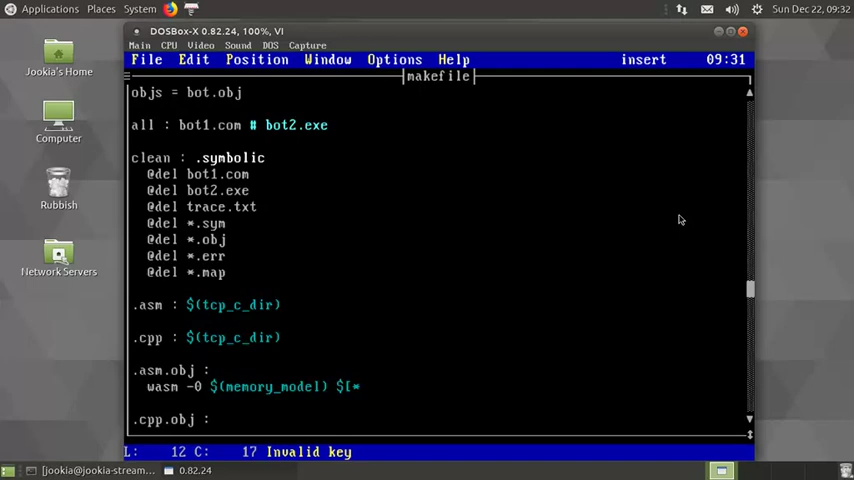 Applications Places System Sun Dec 22, 09:32
DOSBox-X 0.82.24, 100%, VI
Main CPU Video Sound DOS Capture
File Edit Position Window Options Help insert 09:31
makefile
objs = bot.obj
all : bot1.com # bot2.exe
clean : .symbolic
@del bot1.com
@del bot2.exe
@del trace.txt
@del *.sym
@del *.obj
@del *.err
@del *.map
.asm : $(tcp_c_dir)
.cpp : $(tcp_c_dir)
.asm.obj :
wasm -0 $(memory_model) $[*
.cpp.obj :
L: 12 C: 17 Invalid key
Jookia's Home
Computer
Rubbish
Network Servers
[jookia@jookia-stream... 0.82.24